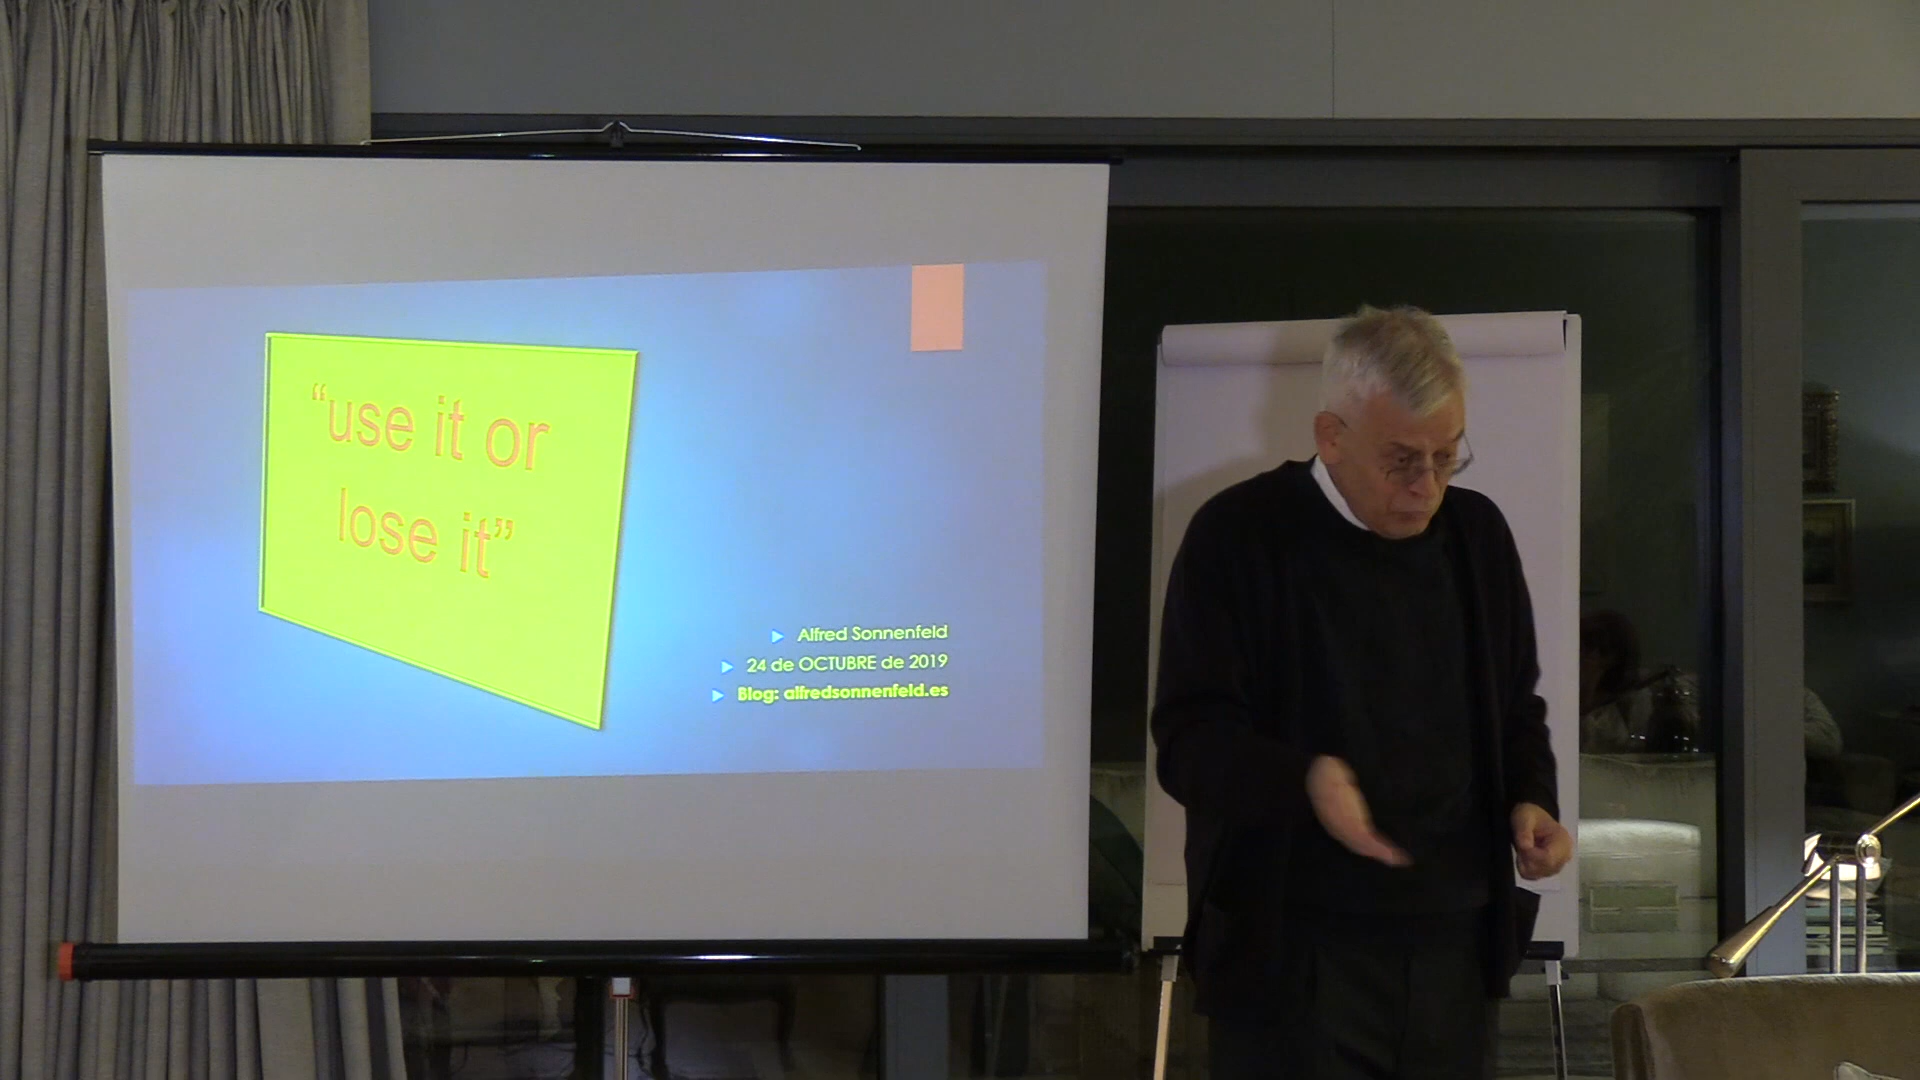 “use it or
lose it”
Alfred Sonnenfeld
24 de OCTUBRE de 2019
Blog: alfredsonnenfeld.es